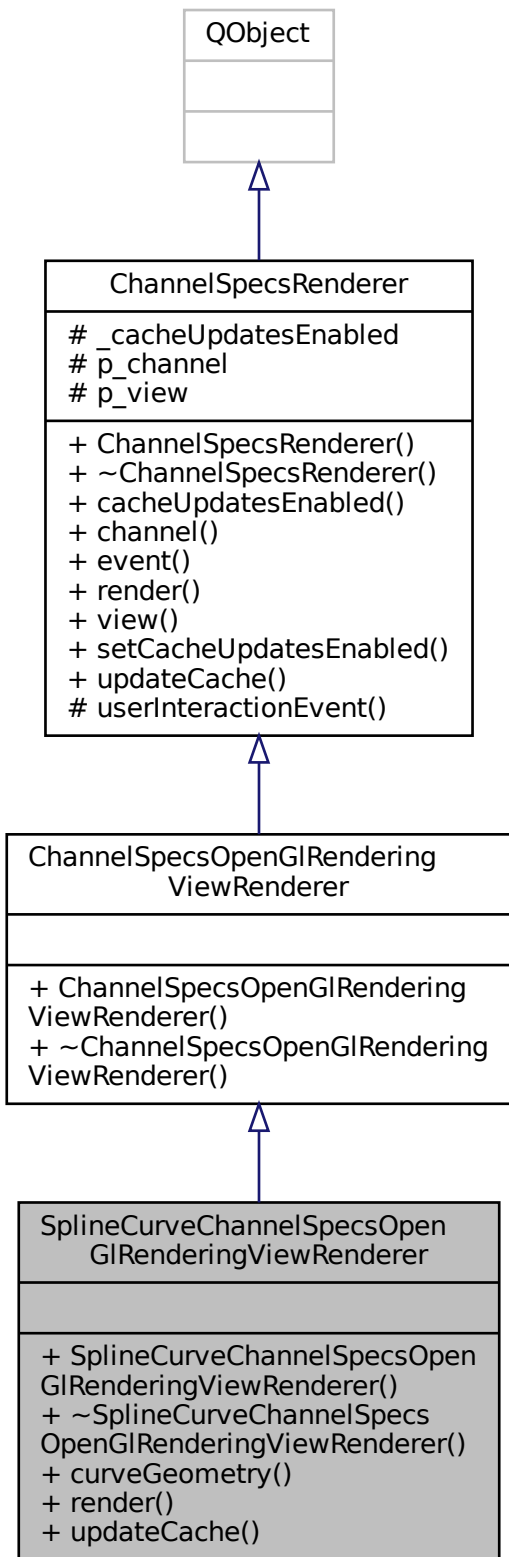 QObject
ChannelSpecsRenderer
# _cacheUpdatesEnabled
# p_channel
# p_view
+ ChannelSpecsRenderer()
+ ~ChannelSpecsRenderer()
+ cacheUpdatesEnabled()
+ channel()
+ event()
+ render()
+ view()
+ setCacheUpdatesEnabled()
+ updateCache()
# userInteractionEvent()
ChannelSpecsOpenGlRendering
ViewRenderer
+ ChannelSpecsOpenGlRendering
ViewRenderer()
+ ~ChannelSpecsOpenGlRendering
ViewRenderer()
SplineCurveChannelSpecsOpen
GlRenderingViewRenderer
+ SplineCurveChannelSpecsOpen
GlRenderingViewRenderer()
+ ~SplineCurveChannelSpecs
OpenGlRenderingViewRenderer()
+ curveGeometry()
+ render()
+ updateCache()